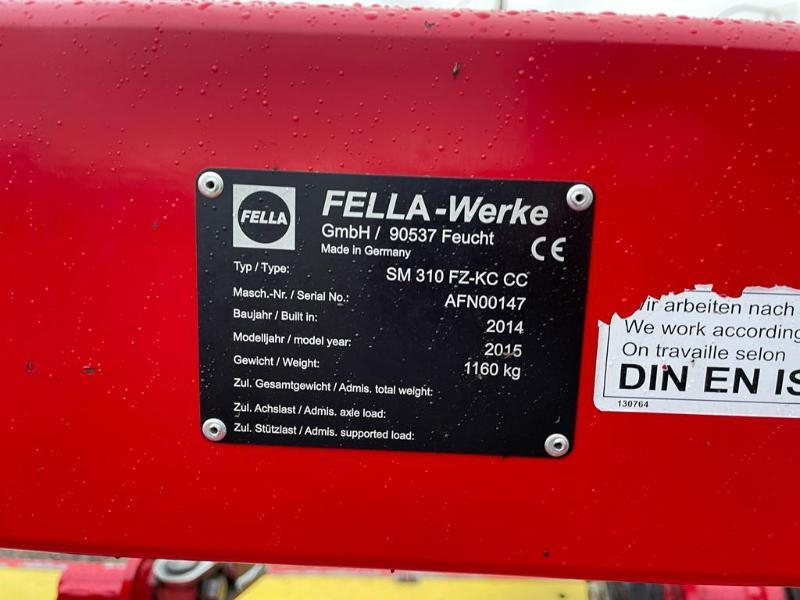 FELLA
FELLA-Werke
GmbH / 90537 Feucht
Made in Germany
CE
Typ / Type: SM 310 FZ-KC CC
Masch.-Nr. / Serial No.: AFN00147
Baujahr / Built in: 2014
Modelljahr / model year: 2015
Gewicht / Weight: 1160 kg
Zul. Gesamtgewicht / Admis. total weight:
Zul. Achslast / Admis. axle load:
Zul. Stützlast / Admis. supported load:
ir arbeiten nach
We work according
On travaille selon
DIN EN IS
130764